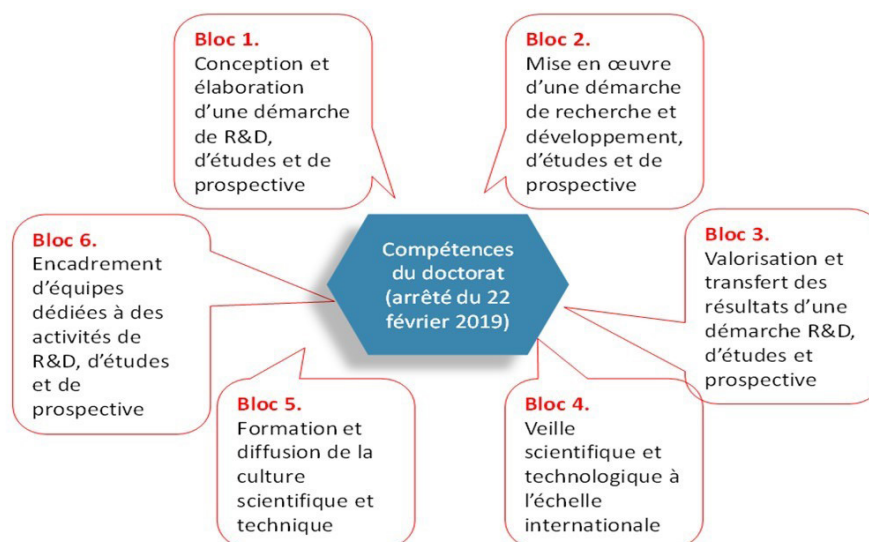 Bloc 1.
Conception et
élaboration
d’une démarche
de R&D,
d’études et de
prospective
Bloc 2.
Mise en œuvre
d’une démarche
de recherche et
développement,
d’études et de
prospective
Compétences
du doctorat
(arrêté du 22
février 2019)
Bloc 3.
Valorisation et
transfert des
résultats d’une
démarche R&D,
d’études et
prospective
Bloc 4.
Veille
scientifique et
technologique à
l’échelle
internationale
Bloc 5.
Formation et
diffusion de la
culture
scientifique et
technique
Bloc 6.
Encadrement
d’équipes
dédiées à des
activités de
R&D, d’études
et de
prospective